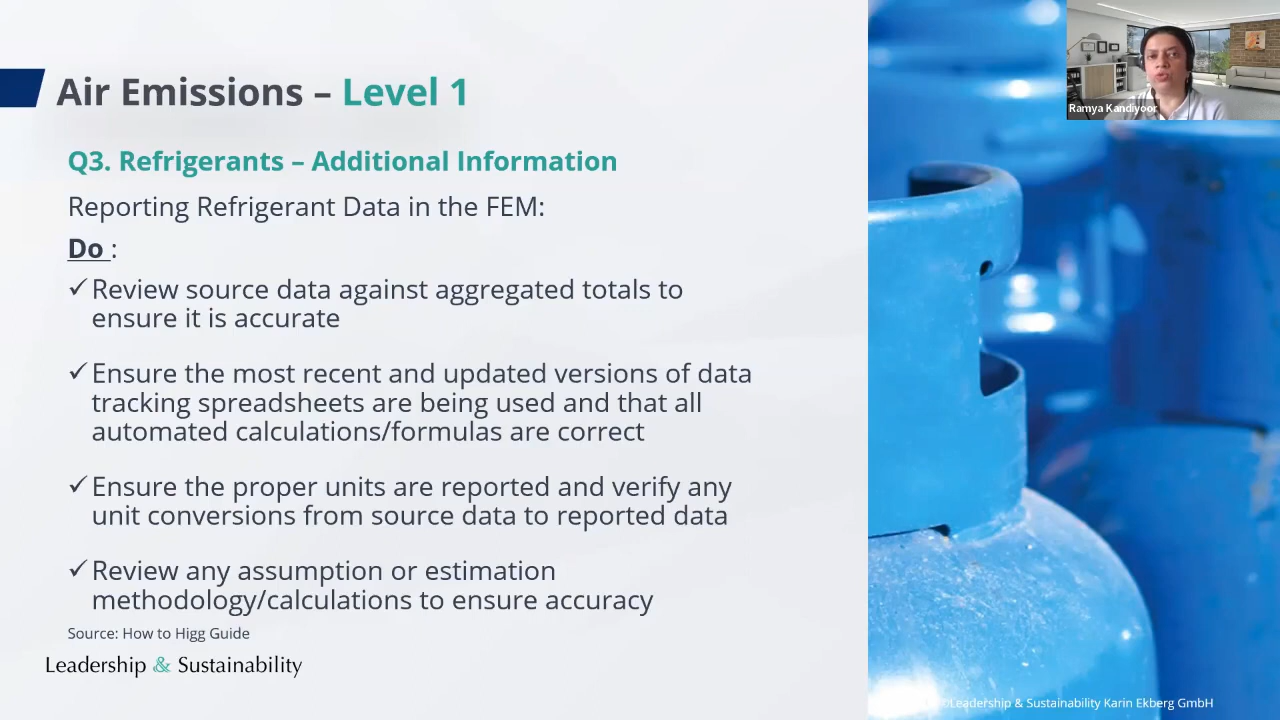 Air Emissions – Level 1
Q3. Refrigerants – Additional Information
Reporting Refrigerant Data in the FEM:
Do :
✓ Review source data against aggregated totals to
ensure it is accurate
✓ Ensure the most recent and updated versions of data
tracking spreadsheets are being used and that all
automated calculations/formulas are correct
✓ Ensure the proper units are reported and verify any
unit conversions from source data to reported data
✓ Review any assumption or estimation
methodology/calculations to ensure accuracy
Source: How to Higg Guide
Leadership & Sustainability
Ramya Kandiyoor
©Leadership & Sustainability Karin Ekberg GmbH